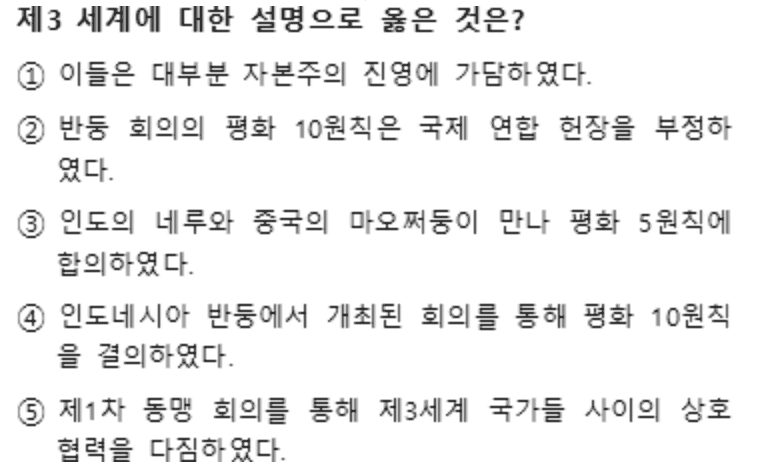 제3 세계에 대한 설명으로 옳은 것은?
① 이들은 대부분 자본주의 진영에 가담하였다.
② 반둥 회의의 평화 10원칙은 국제 연합 헌장을 부정하
였다.
③ 인도의 네루와 중국의 마오쩌둥이 만나 평화 5원칙에
합의하였다.
④ 인도네시아 반둥에서 개최된 회의를 통해 평화 10원칙
을 결의하였다.
⑤ 제1차 동맹 회의를 통해 제3세계 국가들 사이의 상호
협력을 다짐하였다.